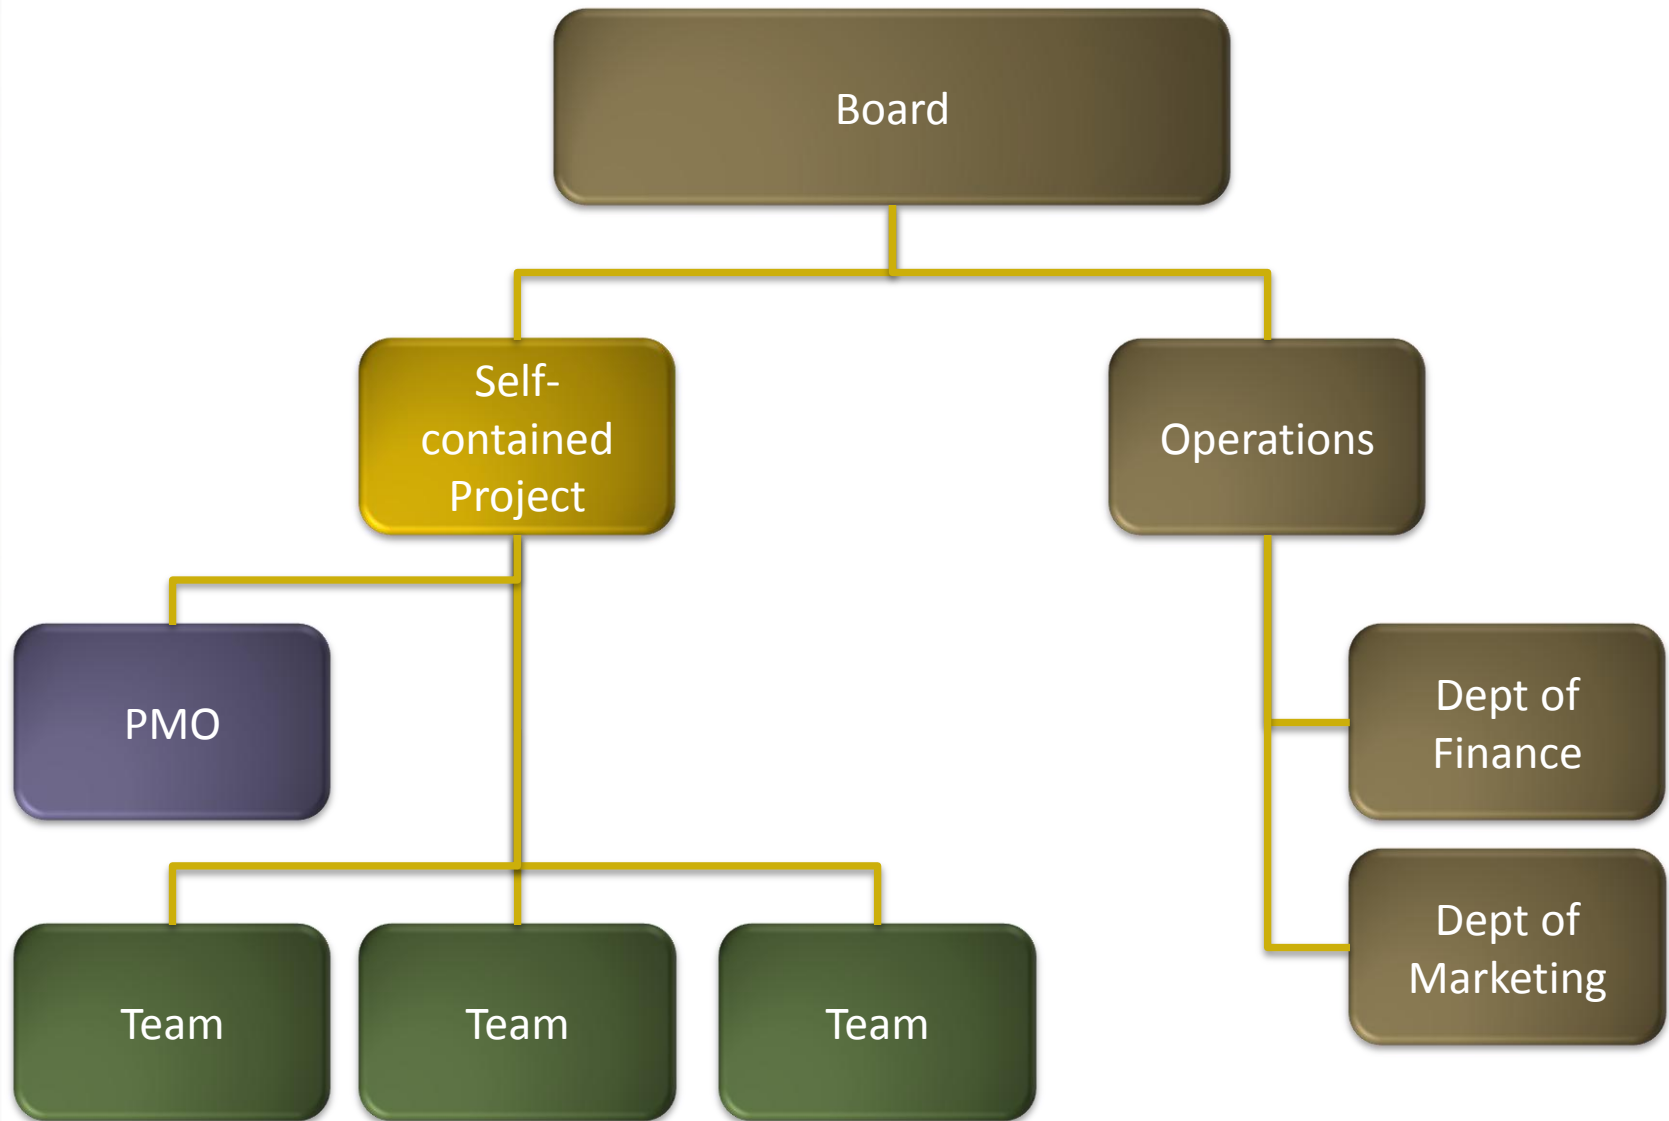 Board
Self-
contained
Project
Operations
PMO
Dept of
Finance
Dept of
Marketing
Team
Team
Team